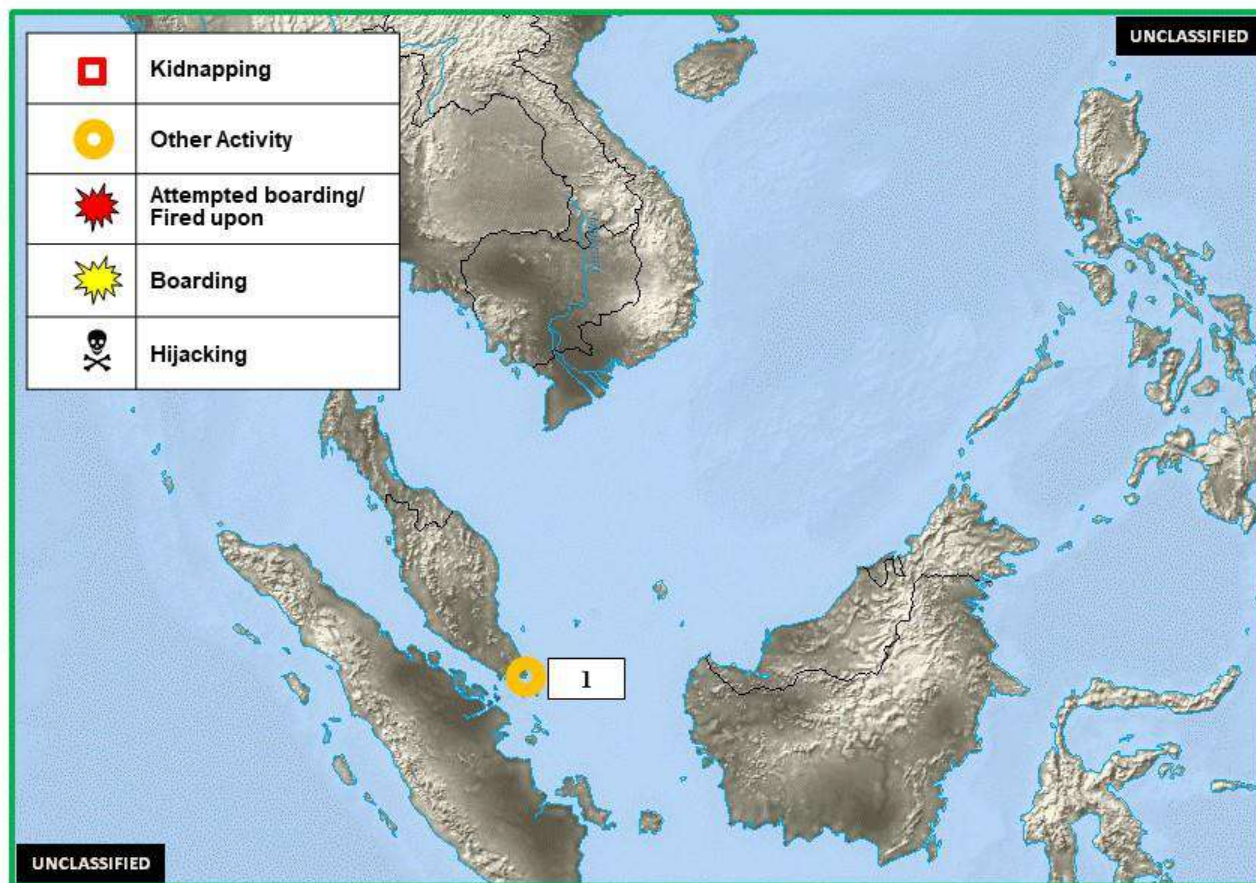 UNCLASSIFIED
Kidnapping
Other Activity
Attempted boarding/
Fired upon
Boarding
Hijacking
1
UNCLASSIFIED